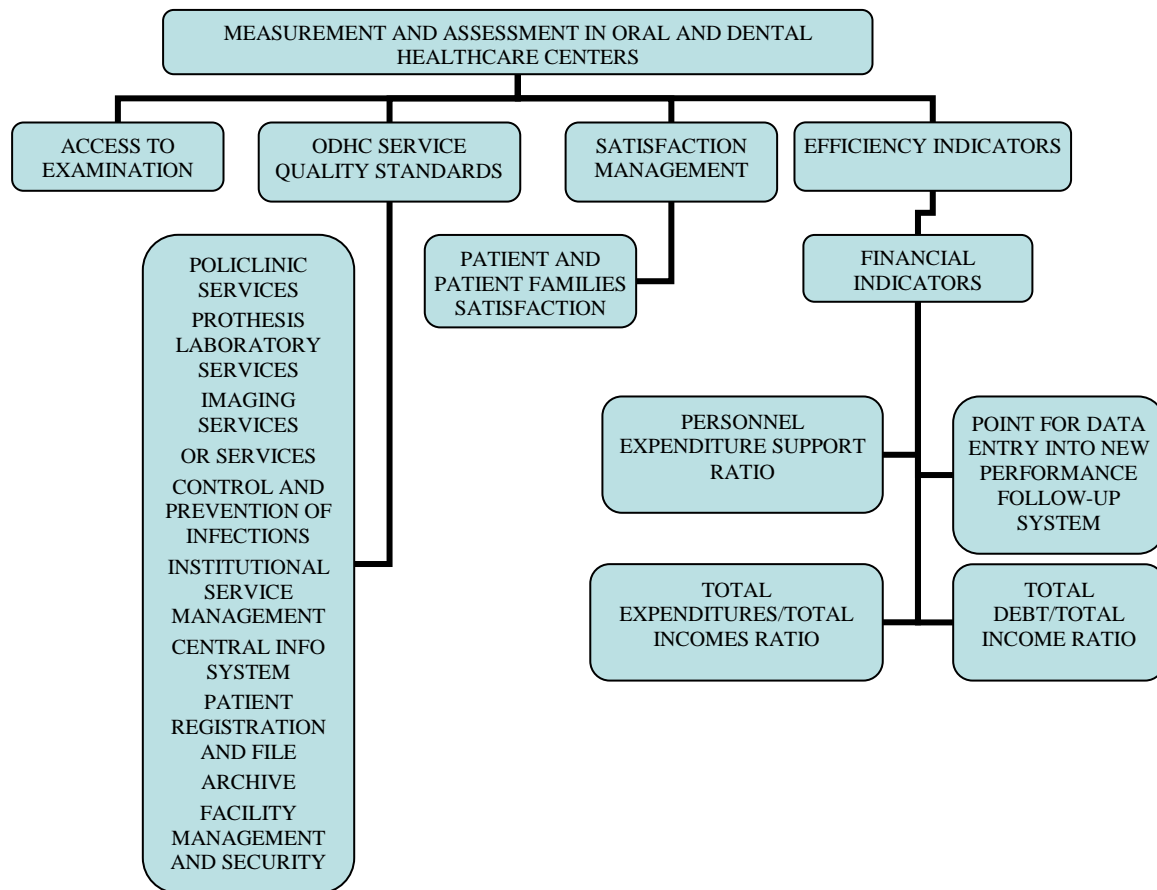 MEASUREMENT AND ASSESSMENT IN ORAL AND DENTAL
HEALTHCARE CENTERS
ACCESS TO
EXAMINATION
ODHC SERVICE
QUALITY STANDARDS
SATISFACTION
MANAGEMENT
EFFICIENCY INDICATORS
POLICLINIC
SERVICES
PROTHESIS
LABORATORY
SERVICES
IMAGING
SERVICES
OR SERVICES
CONTROL AND
PREVENTION OF
INFECTIONS
INSTITUTIONAL
SERVICE
MANAGEMENT
CENTRAL INFO
SYSTEM
PATIENT
REGISTRATION
AND FILE
ARCHIVE
FACILITY
MANAGEMENT
AND SECURITY
PATIENT AND
PATIENT FAMILIES
SATISFACTION
FINANCIAL
INDICATORS
PERSONNEL
EXPENDITURE SUPPORT
RATIO
POINT FOR DATA
ENTRY INTO NEW
PERFORMANCE
FOLLOW-UP
SYSTEM
TOTAL
EXPENDITURES/TOTAL
INCOMES RATIO
TOTAL
DEBT/TOTAL
INCOME RATIO